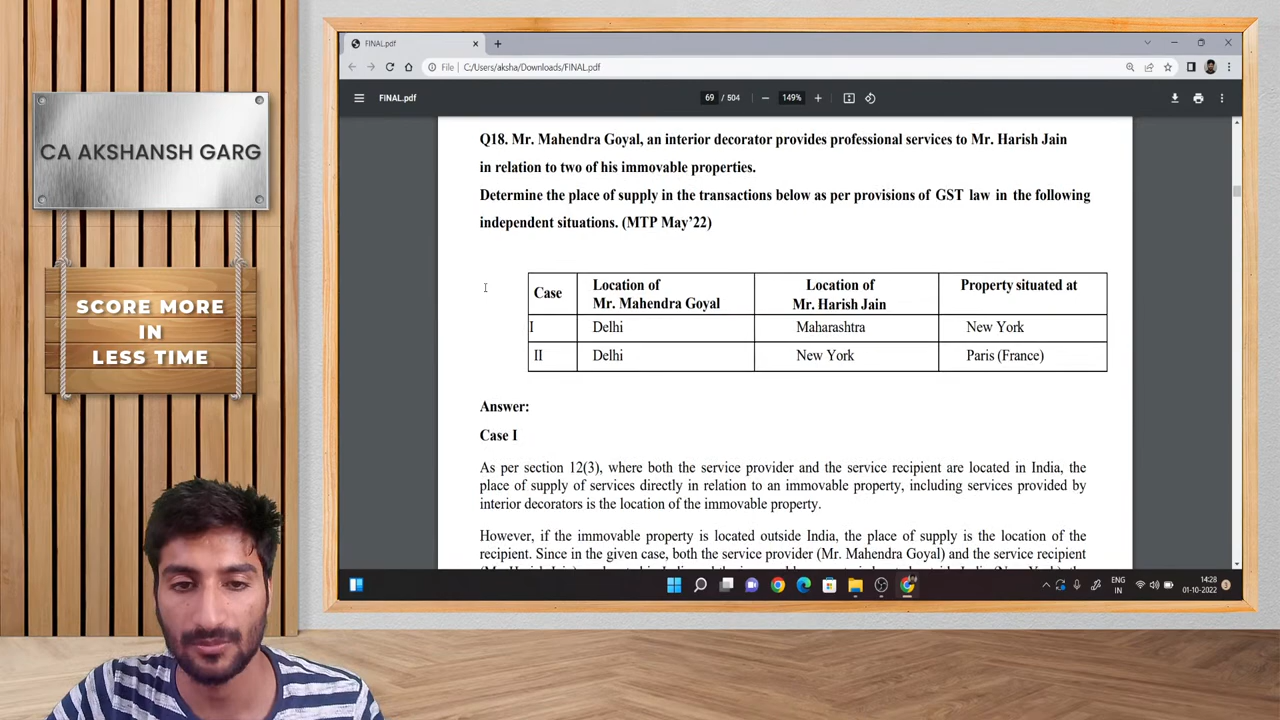 CA AKSHANSH GARG
SCORE MORE
IN
LESS TIME
FINAL.pdf
File
C:/Users/aksha/Downloads/FINAL.pdf
FINAL.pdf
69 / 504
149%
Q18. Mr. Mahendra Goyal, an interior decorator provides professional services to Mr. Harish Jain
in relation to two of his immovable properties.
Determine the place of supply in the transactions below as per provisions of GST law in the following
independent situations. (MTP May'22)
Case
Location of
Mr. Mahendra Goyal
Location of
Mr. Harish Jain
Property situated at
I
Delhi
Maharashtra
New York
II
Delhi
New York
Paris (France)
Answer:
Case I
As per section 12(3), where both the service provider and the service recipient are located in India, the
place of supply of services directly in relation to an immovable property, including services provided by
interior decorators is the location of the immovable property.
However, if the immovable property is located outside India, the place of supply is the location of the
recipient. Since in the given case, both the service provider (Mr. Mahendra Goyal) and the service recipient
ENG
IN
14:28
01-10-2022